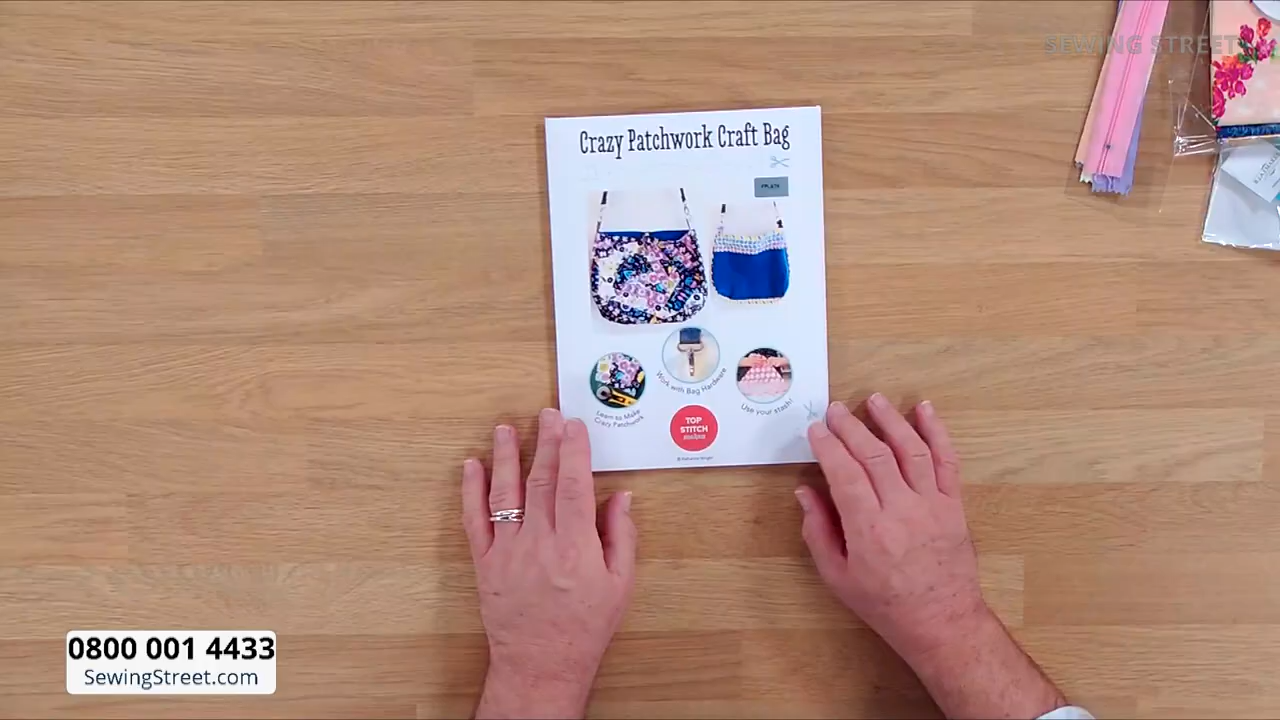 SEWING STREET
Crazy Patchwork Craft Bag
Work with Bag Hardware
Learn to Make
Crazy Patchwork
Use your stash!
TOP
STITCH
0800 001 4433
SewingStreet.com